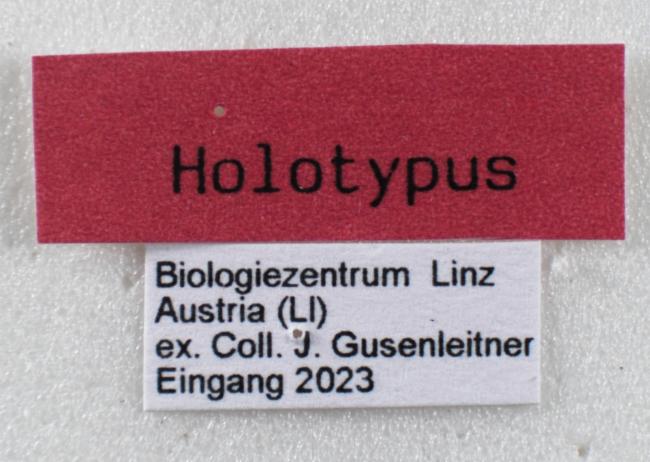 Holotypus
Biologiezentrum Linz
Austria (LI)
ex. Coll. J. Gusenleitner
Eingang 2023